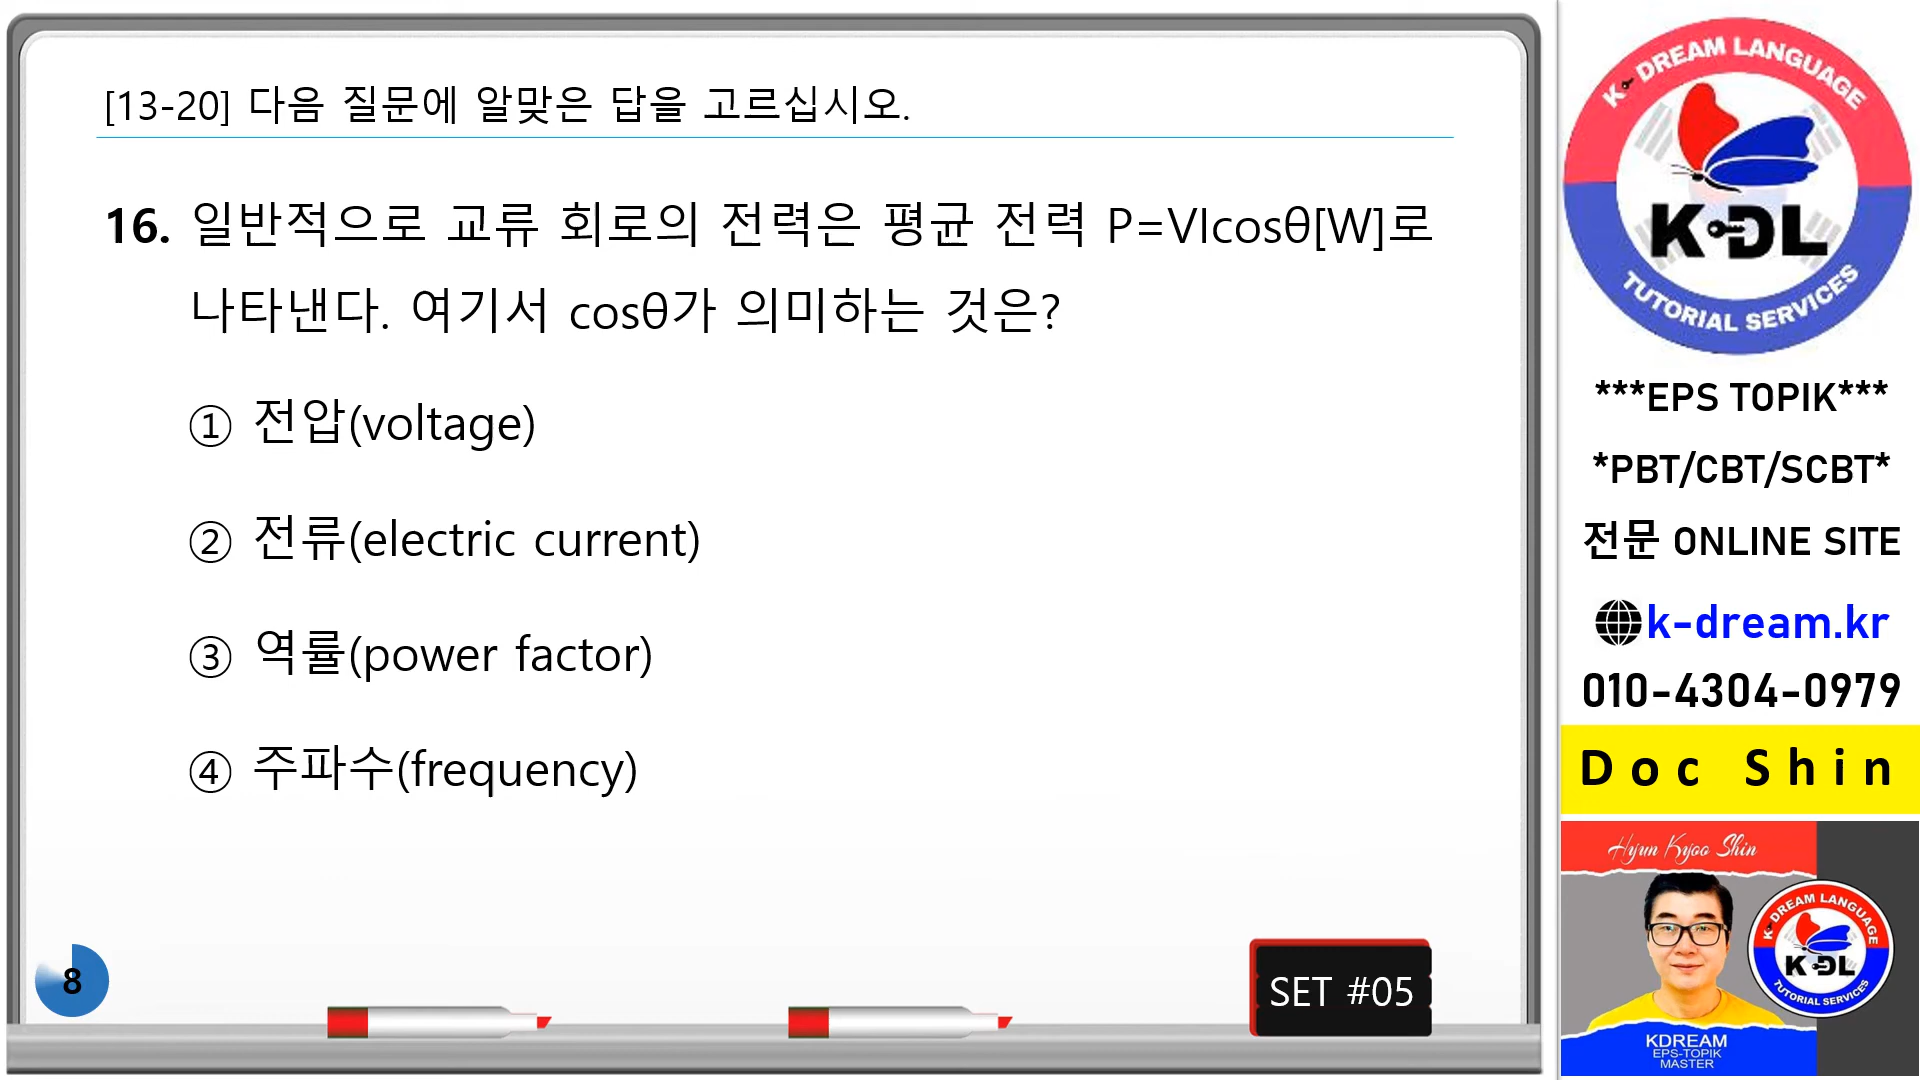 [13-20] 다음 질문에 알맞은 답을 고르십시오.
16. 일반적으로 교류 회로의 전력은 평균 전력 P=VIcosθ[W]로
나타낸다. 여기서 cosθ가 의미하는 것은?
① 전압(voltage)
② 전류(electric current)
③ 역률(power factor)
④ 주파수(frequency)
8
SET #05
K DREAM LANGUAGE
K DL
TUTORIAL SERVICES
***EPS TOPIK***
*PBT/CBT/SCBT*
전문 ONLINE SITE
k-dream.kr
010-4304-0979
Doc Shin
Hyun Kyoo Shin
K DREAM LANGUAGE
K DL
TUTORIAL SERVICES
KDREAM
EPS-TOPIK
MASTER